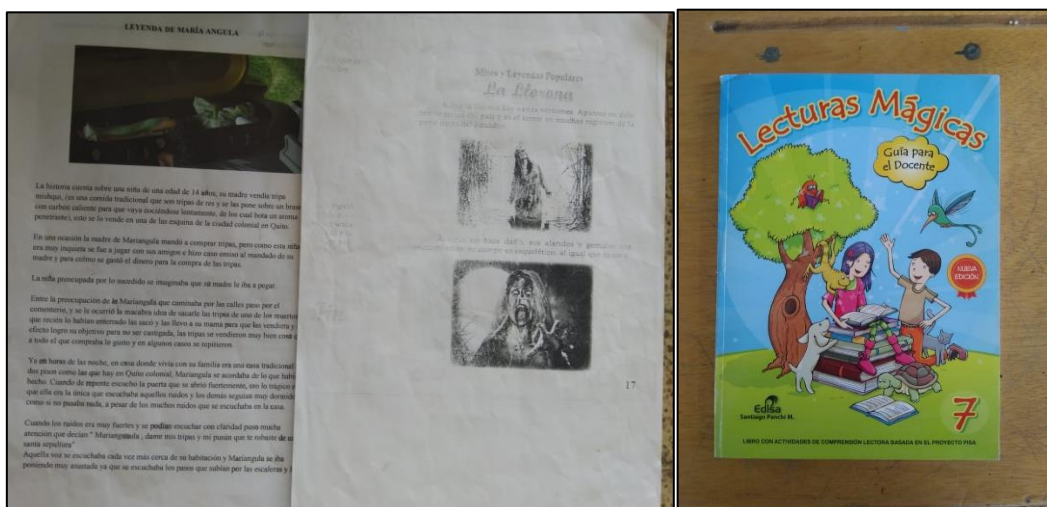 LEYENDA DE MARÍA ANGULA
La historia cuenta sobre una niña de una edad de 14 años, su madre vendía tripa
mishqui, (es una comida tradicional que son tripas de res y se las pone sobre un
con carbón caliente para que vaya cociéndose lentamente, de los cual bota un aroma
penetrante), esto se lo vende en una de las esquina de la ciudad colonial en Quito.
En una ocasión la madre de Mariangula mandó a comprar tripas, pero como esta niña
era muy inquieta se fue a jugar con sus amigos e hizo caso omiso al mandado de su
madre y para colmo se gastó el dinero para la compra de las tripas.
La niña preocupada por lo sucedido se imaginaba que su madre le iba a pegar.
Entre la preocupación de la Mariangula que caminaba por las calles paso por el
cementerio, y se le ocurrió la macabra idea de sacarle las tripas de uno de los muertos
que recién lo habían enterrado las sacó y las llevo a su mamá para que las vendiera y
efecto logro su objetivo para no ser castigada, las tripas se vendieron muy bien cosa
a todo el que compraba le gusto y en algunos casos se repitieron.
Ya en horas de las noche, en casa donde vivía con su familia era una casa tradicional
dos pisos como las que hay en Quito colonial, Mariangula se acordaba de lo que
hecho. Cuando de repente escucho la puerta que se abrió fuertemente, eso lo trágico
que ella era la única que escuchaba aquellos ruidos y los demás seguían muy dormidos
como si no pasaba nada, a pesar de los muchos ruidos que se escuchaba en la casa.
Cuando los ruidos era muy fuertes y se podían escuchar con claridad puso mucha
atención que decían " Mariangula , dame mis tripas y mi pusún que te robaste de mi
santa sepultura"
Aquella voz se escuchaba cada vez más cerca de su habitación y Mariangula se iba
poniendo muy asustada ya que se escuchaba los pasos que subían por las escaleras y
Mitos y Leyendas Populares
La Llorona
17
Lecturas Mágicas
Guía para
el Docente
NUEVA
EDICIÓN
Edisa
Santiago Panchi M.
7
LIBRO CON ACTIVIDADES DE COMPRENSIÓN LECTORA BASADA EN EL PROYECTO PISA